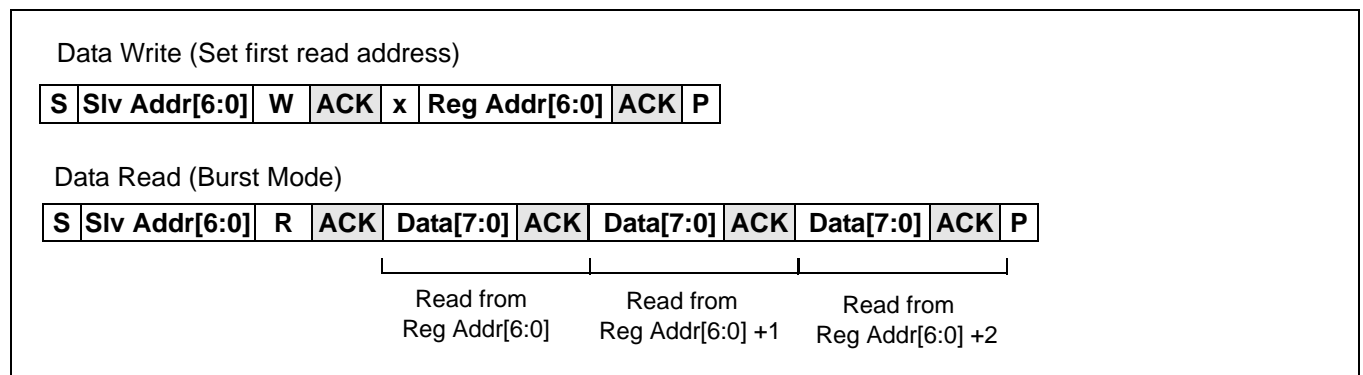 Data Write (Set first read address)
S Slv Addr[6:0] W ACK x Reg Addr[6:0] ACK P
Data Read (Burst Mode)
S Slv Addr[6:0] R ACK Data[7:0] ACK Data[7:0] ACK Data[7:0] ACK P
Read from Read from Read from
Reg Addr[6:0] Reg Addr[6:0] +1 Reg Addr[6:0] +2